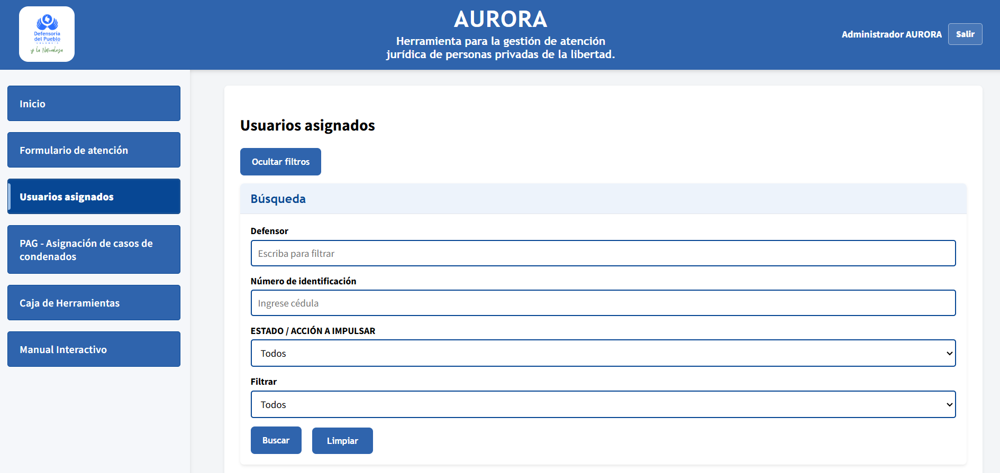 Defensoría
del Pueblo
COLOMBIA
y la Naturaleza
AURORA
Herramienta para la gestión de atención
jurídica de personas privadas de la libertad.
Administrador AURORA
Salir
Inicio
Formulario de atención
Usuarios asignados
PAG - Asignación de casos de
condenados
Caja de Herramientas
Manual Interactivo
Usuarios asignados
Ocultar filtros
Búsqueda
Defensor
Escriba para filtrar
Número de identificación
Ingrese cédula
ESTADO / ACCIÓN A IMPULSAR
Todos
Filtrar
Todos
Buscar
Limpiar